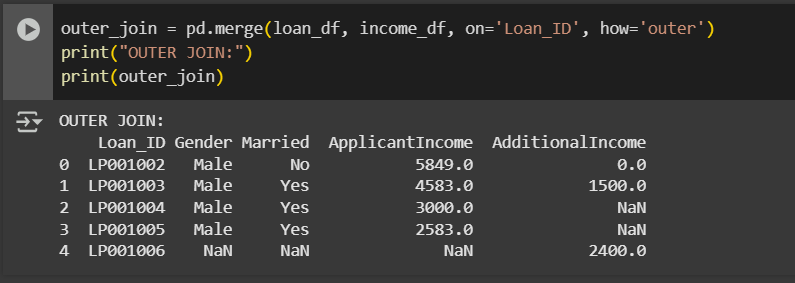 outer_join = pd.merge(loan_df, income_df, on='Loan_ID', how='outer')
print("OUTER JOIN:")
print(outer_join)
OUTER JOIN:
    Loan_ID Gender Married  ApplicantIncome  AdditionalIncome
0  LP001002   Male      No           5849.0               0.0
1  LP001003   Male     Yes           4583.0            1500.0
2  LP001004   Male     Yes           3000.0               NaN
3  LP001005   Male     Yes           2583.0               NaN
4  LP001006    NaN     NaN              NaN            2400.0